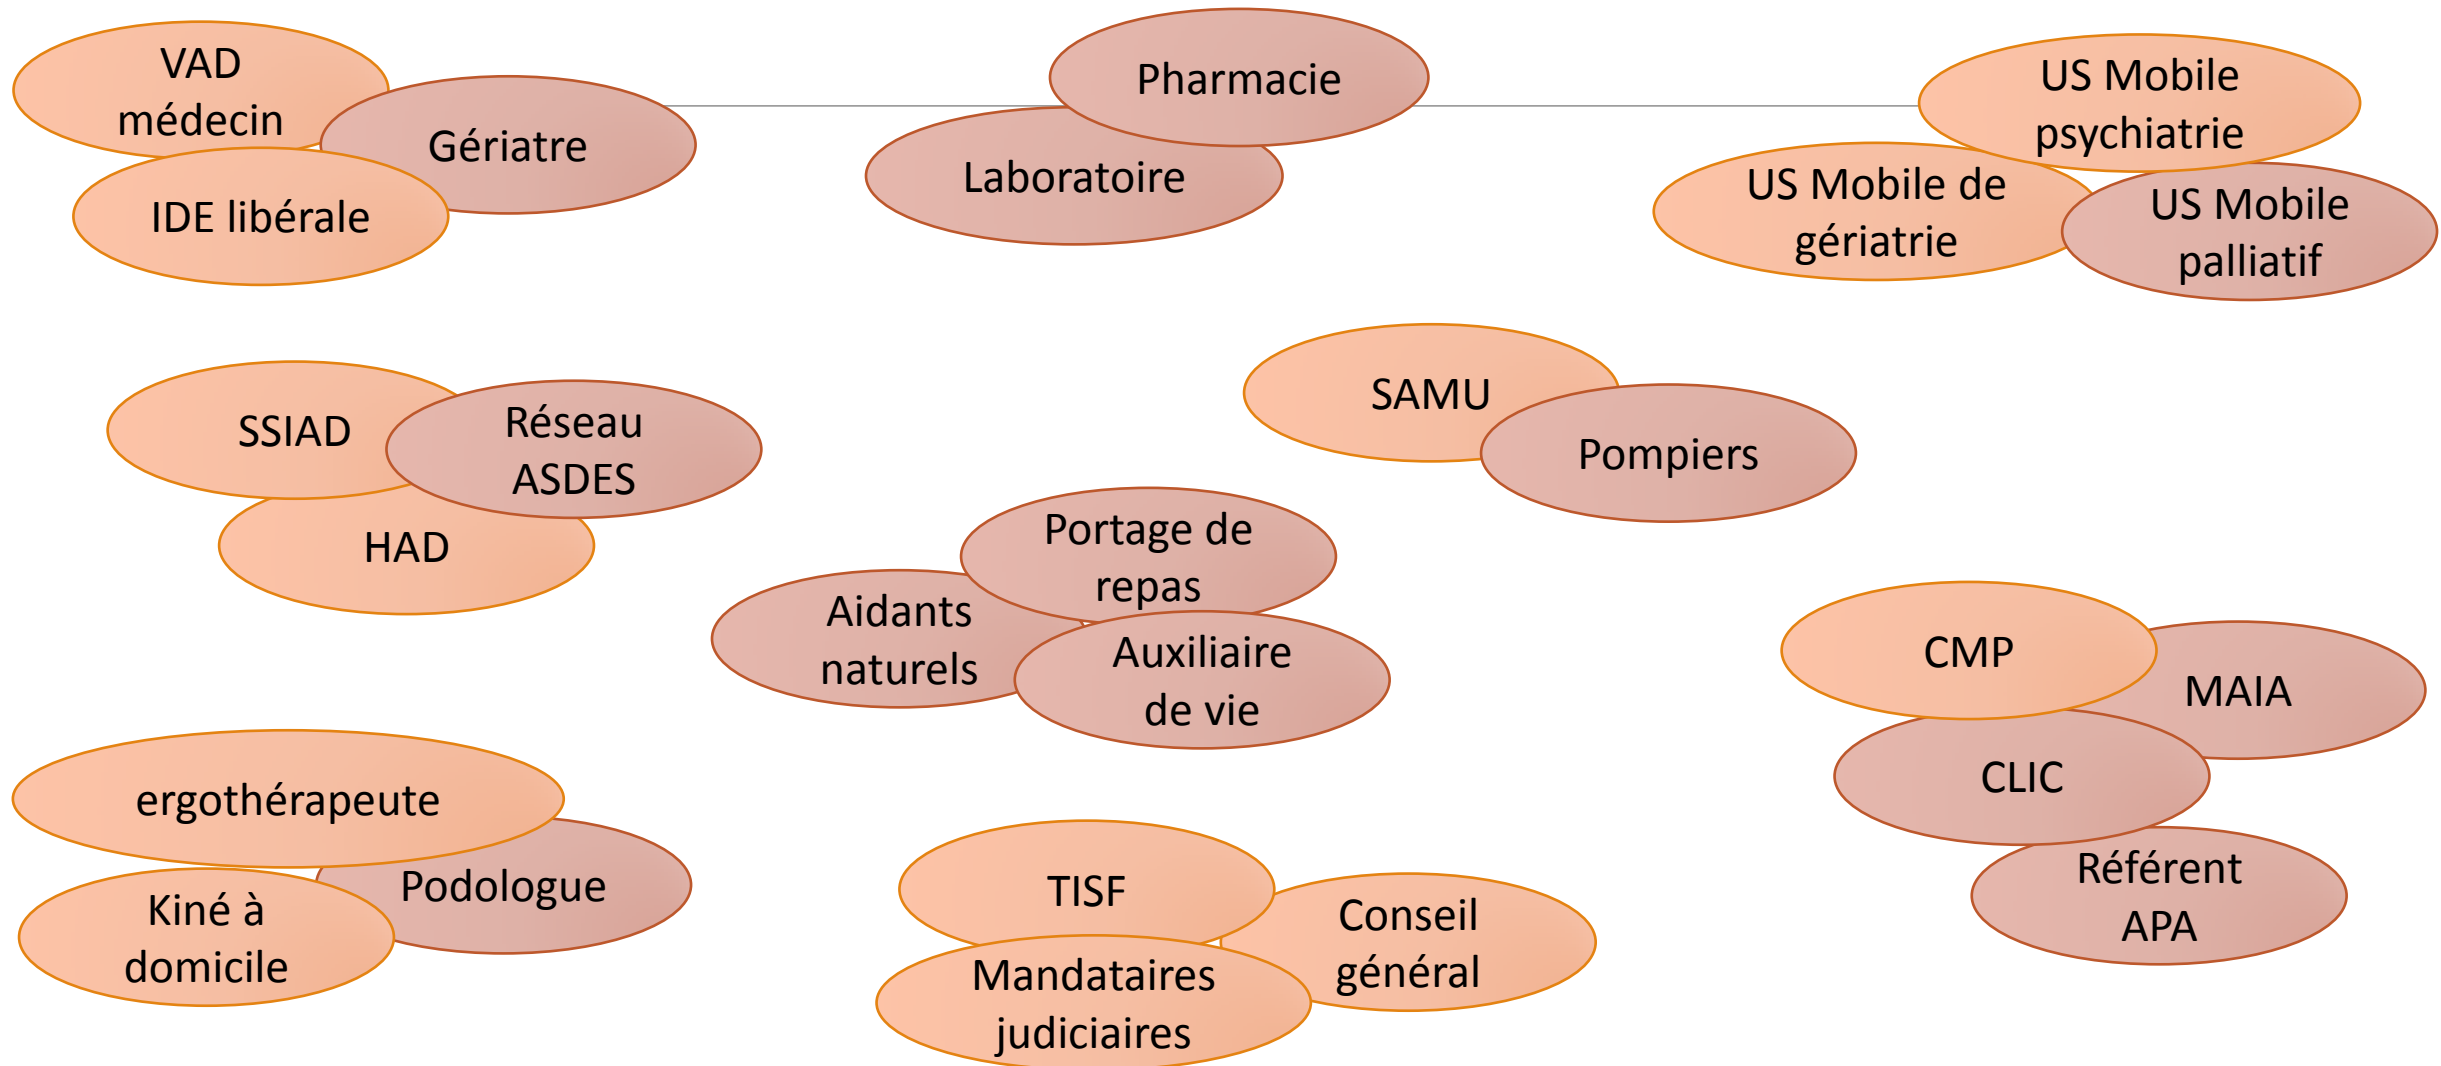 VAD
médecin
Gériatre
IDE libérale
Pharmacie
Laboratoire
US Mobile
psychiatrie
US Mobile de
gériatrie
US Mobile
palliatif
SSIAD
Réseau
ASDES
HAD
SAMU
Pompiers
Portage de
repas
Aidants
naturels
Auxiliaire
de vie
CMP
MAIA
CLIC
Référent
APA
ergothérapeute
Podologue
Kiné à
domicile
TISF
Conseil
général
Mandataires
judiciaires